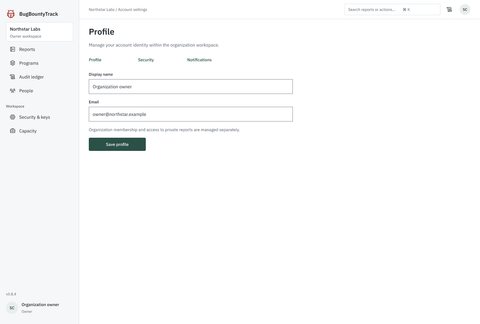 BugBountyTrack
Northstar Labs / Account settings
Search reports or actions... ⌘ K
SC
Northstar Labs
Owner workspace
Reports
Programs
Audit ledger
People
Workspace
Security & keys
Capacity
Profile
Manage your account identity within the organization workspace.
Profile Security Notifications
Display name
Organization owner
Email
owner@northstar.example
Organization membership and access to private reports are managed separately.
Save profile
SC
Organization owner
Owner